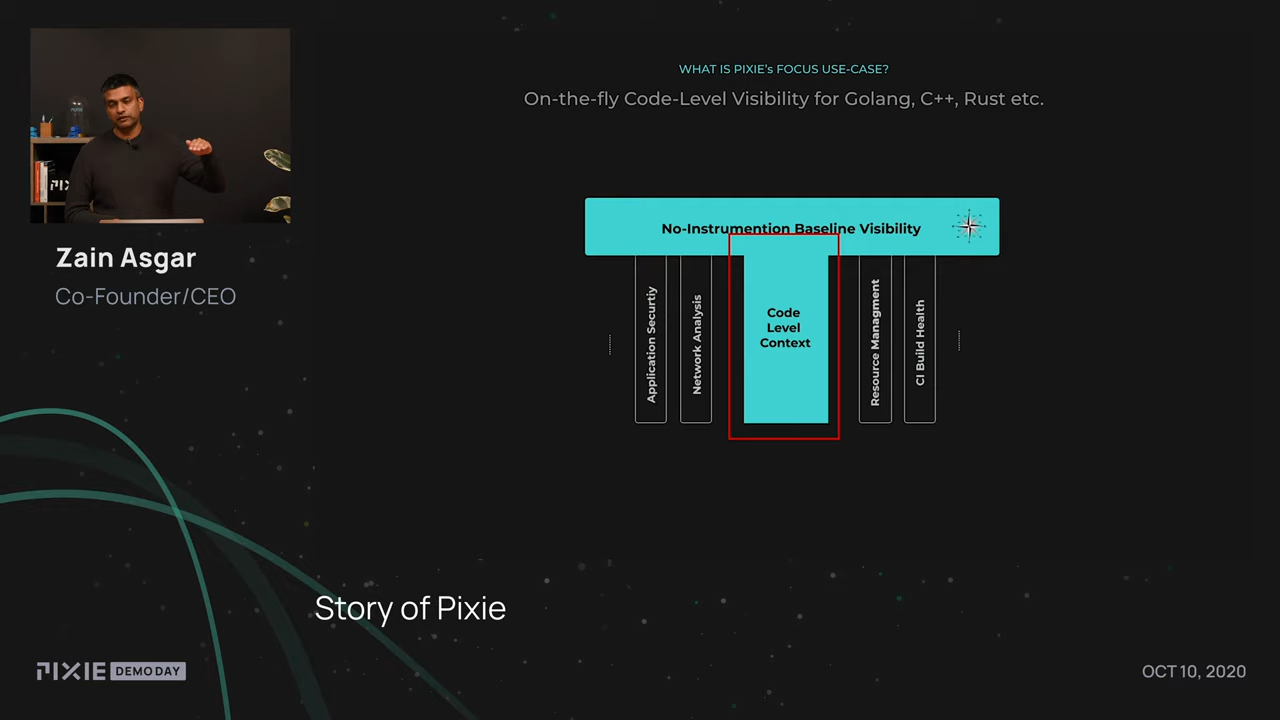 WHAT IS PIXIE's FOCUS USE-CASE?
On-the-fly Code-Level Visibility for Golang, C++, Rust etc.
No-Instrumention Baseline Visibility
Application Securtiy
Network Analysis
Code
Level
Context
Resource Managment
CI Build Health
PIX
Zain Asgar
Co-Founder/CEO
Story of Pixie
PIXIE DEMO DAY
OCT 10, 2020